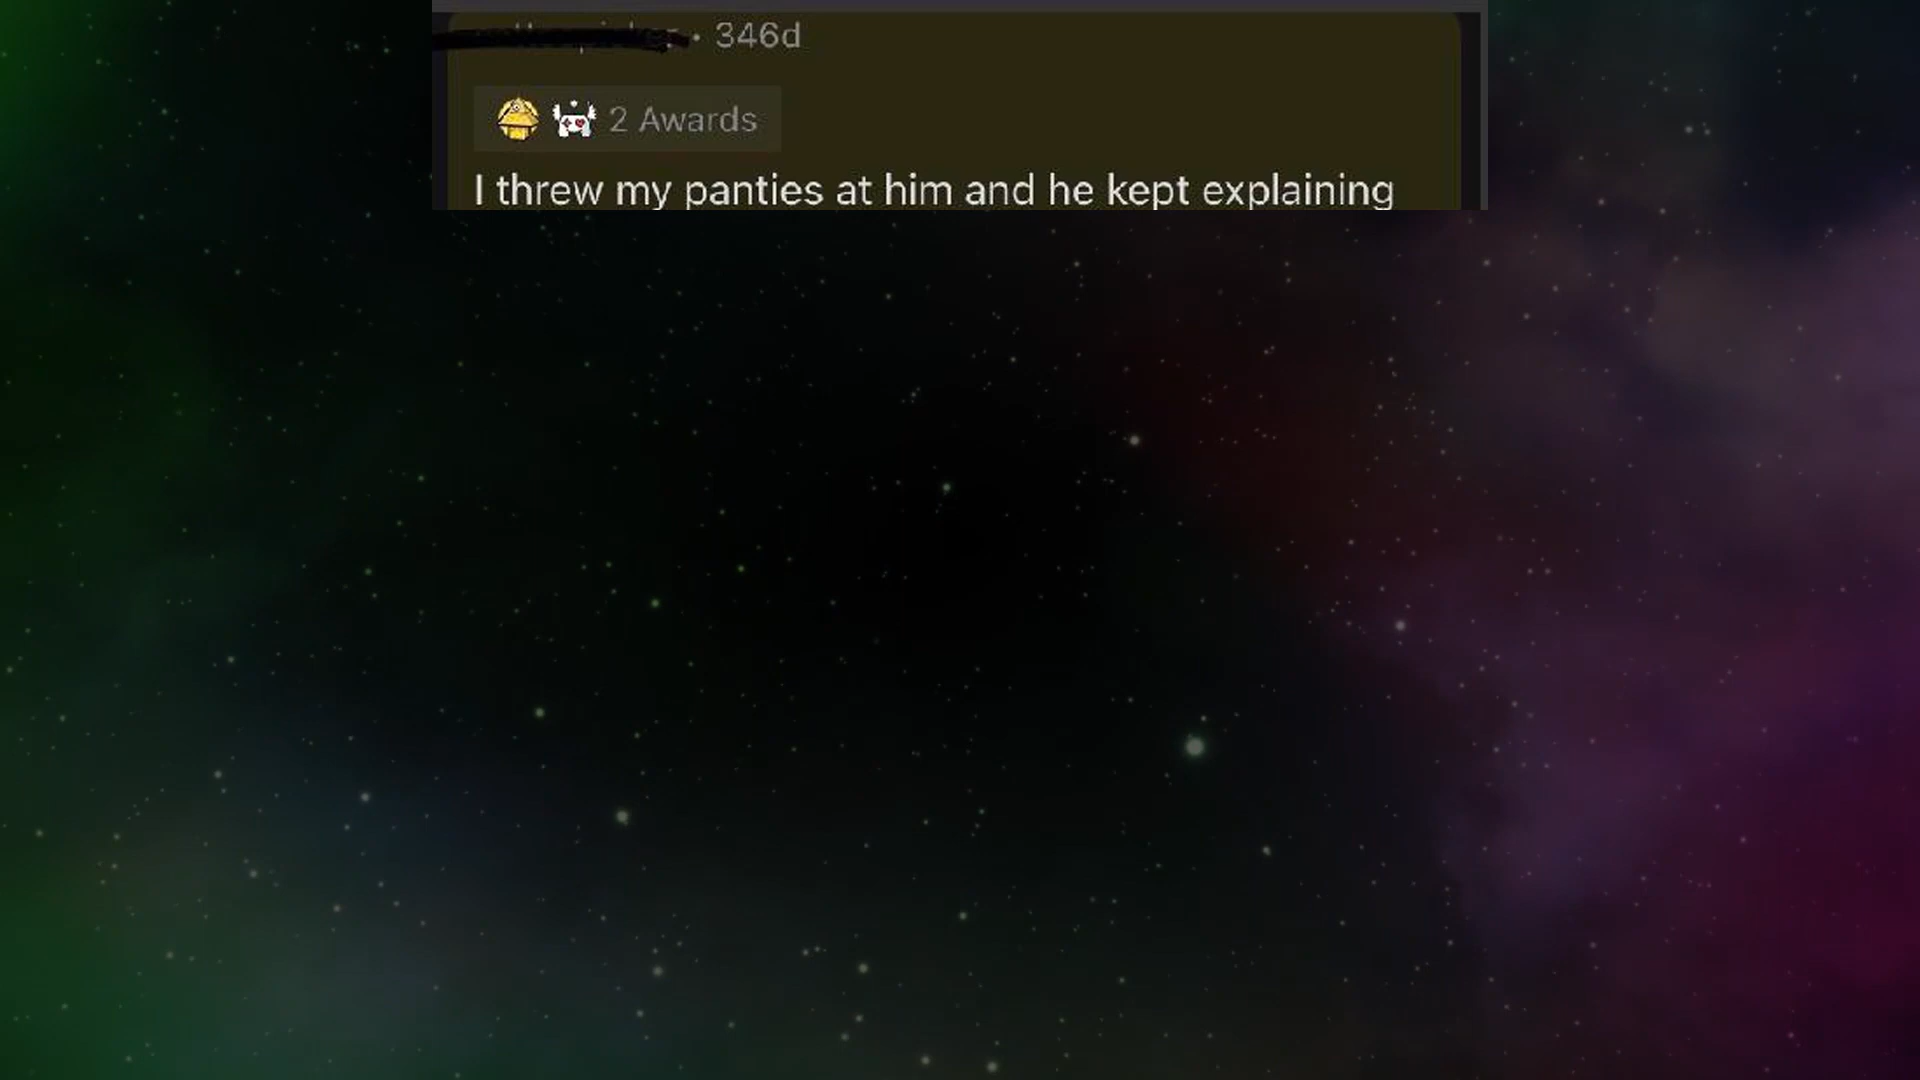 • 346d
2 Awards
I threw my panties at him and he kept explaining